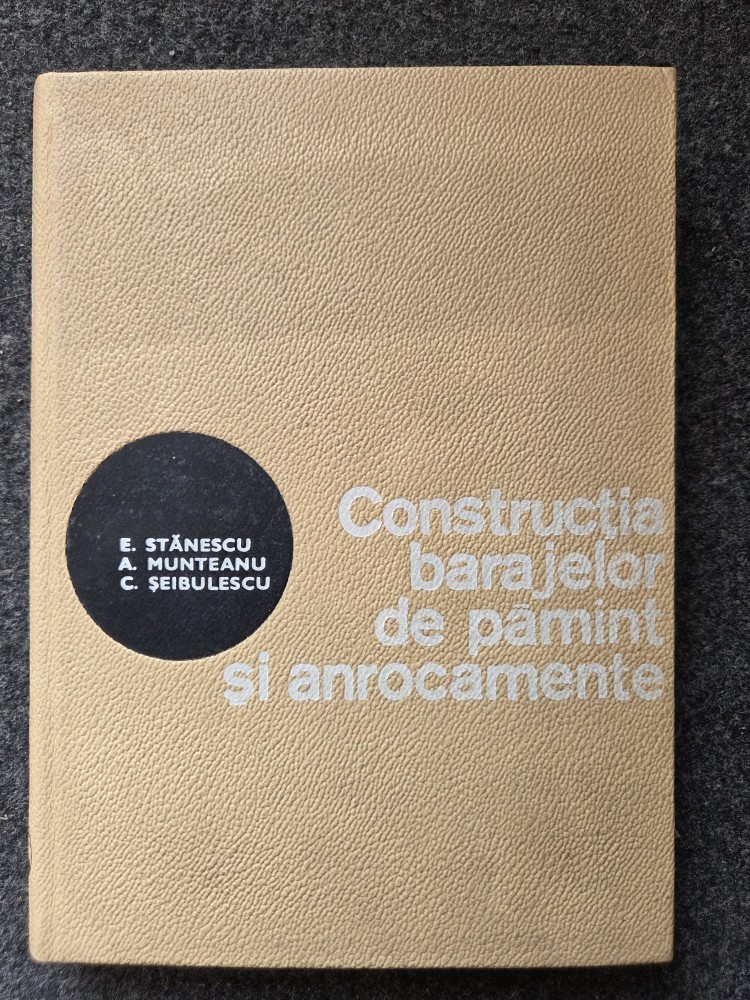 E. STĂNESCU
A. MUNTEANU
C. ŞEIBULESCU
Construcţia
barajelor
de pămînt
şi anrocamente